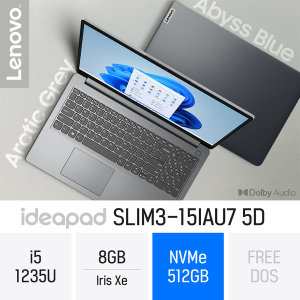 Lenovo
Abyss Blue
Arctic Grey
Dolby Audio
ideapad SLIM3-15IAU7 5D
i5
1235U
8GB
Iris Xe
NVMe
512GB
FREE
DOS